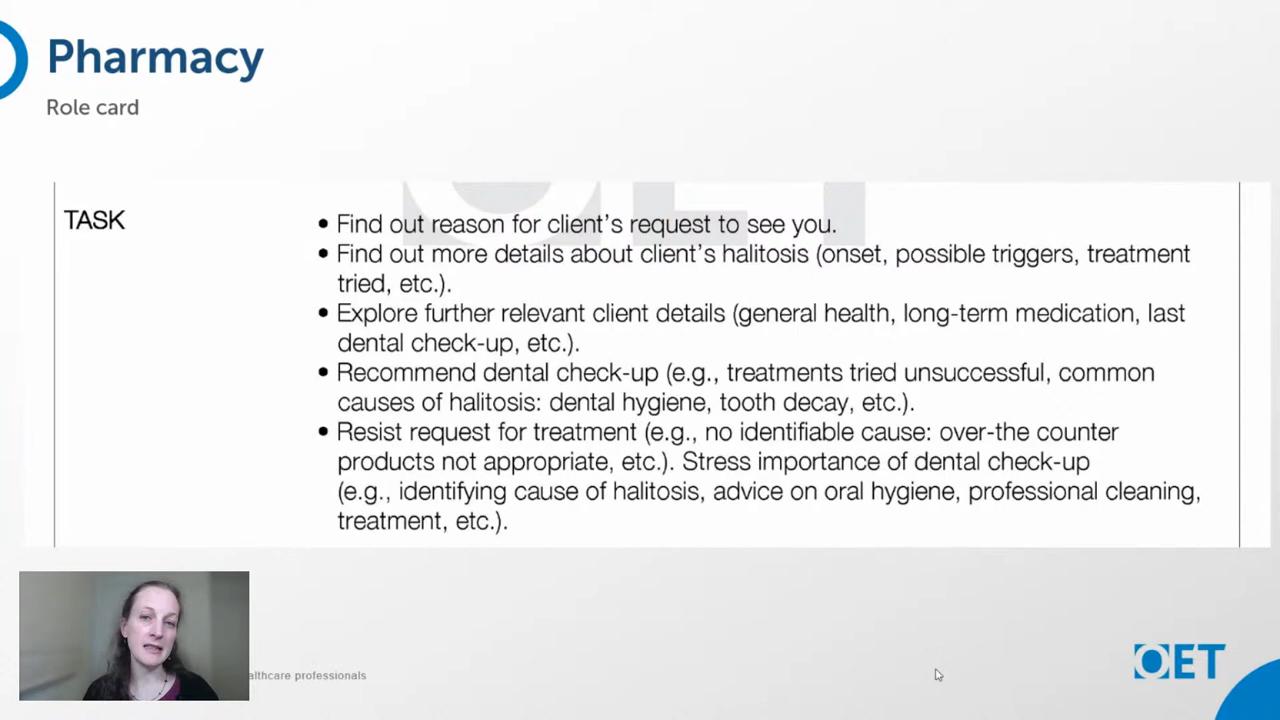 Pharmacy
Role card
TASK
• Find out reason for client's request to see you.
• Find out more details about client's halitosis (onset, possible triggers, treatment
tried, etc.).
• Explore further relevant client details (general health, long-term medication, last
dental check-up, etc.).
• Recommend dental check-up (e.g., treatments tried unsuccessful, common
causes of halitosis: dental hygiene, tooth decay, etc.).
• Resist request for treatment (e.g., no identifiable cause: over-the counter
products not appropriate, etc.). Stress importance of dental check-up
(e.g., identifying cause of halitosis, advice on oral hygiene, professional cleaning,
treatment, etc.).
althcare professionals
OET